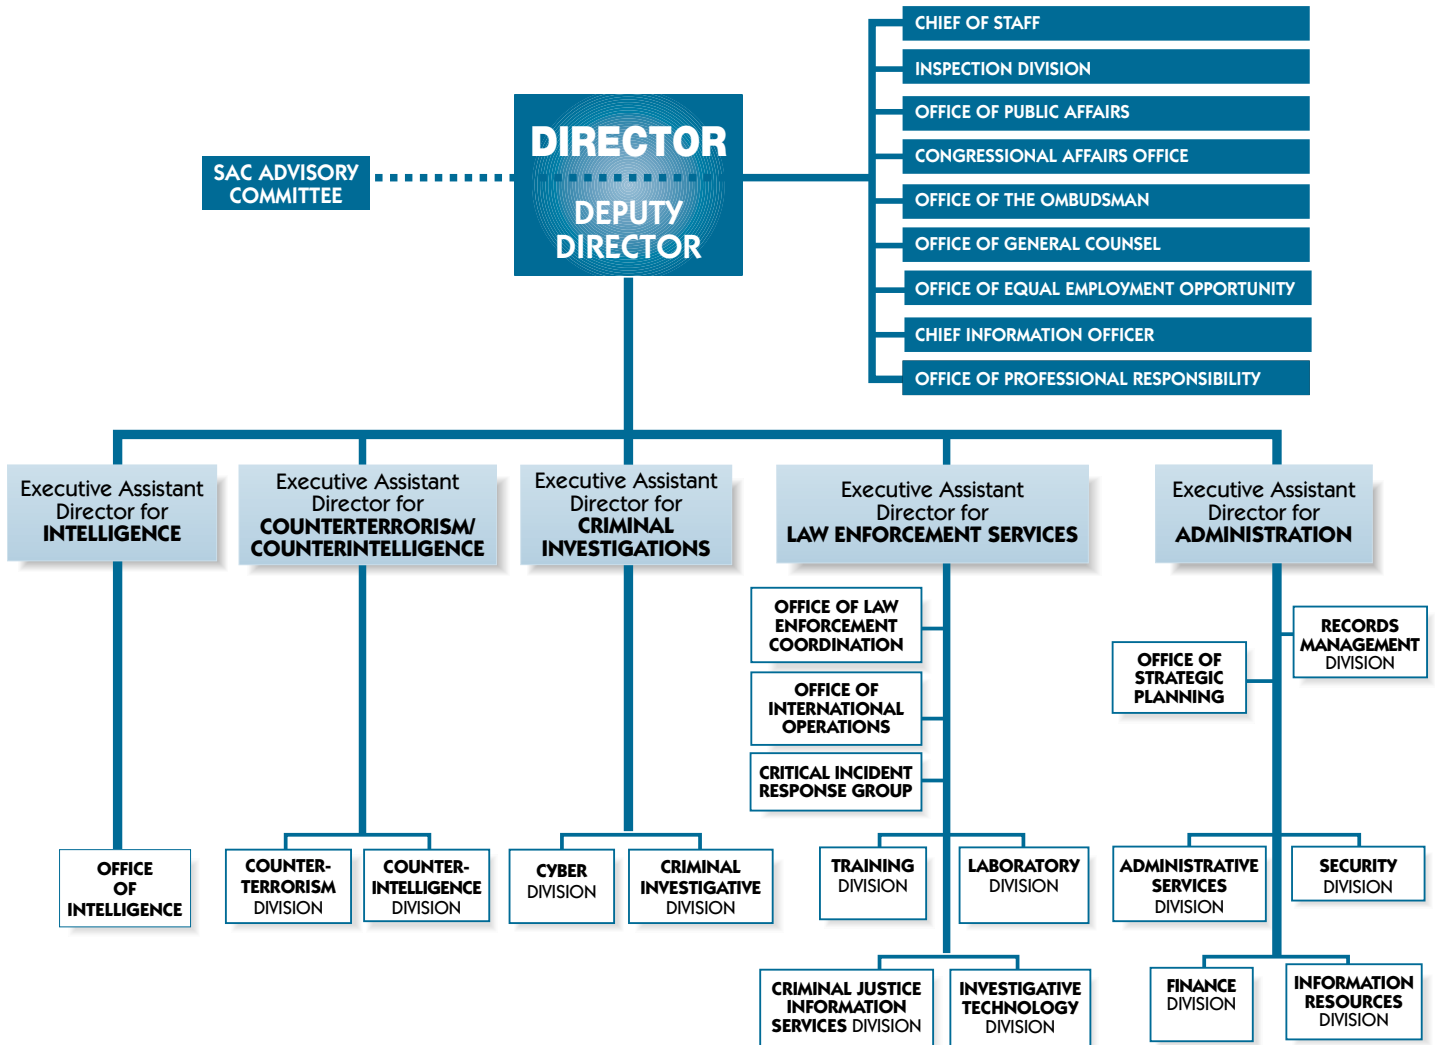 CHIEF OF STAFF
INSPECTION DIVISION
OFFICE OF PUBLIC AFFAIRS
CONGRESSIONAL AFFAIRS OFFICE
OFFICE OF THE OMBUDSMAN
OFFICE OF GENERAL COUNSEL
OFFICE OF EQUAL EMPLOYMENT OPPORTUNITY
CHIEF INFORMATION OFFICER
OFFICE OF PROFESSIONAL RESPONSIBILITY
DIRECTOR
DEPUTY
DIRECTOR
SAC ADVISORY
COMMITTEE
Executive Assistant
Director for
INTELLIGENCE
Executive Assistant
Director for
COUNTERTERRORISM/
COUNTERINTELLIGENCE
Executive Assistant
Director for
CRIMINAL
INVESTIGATIONS
Executive Assistant
Director for
LAW ENFORCEMENT SERVICES
Executive Assistant
Director for
ADMINISTRATION
OFFICE OF LAW
ENFORCEMENT
COORDINATION
OFFICE OF
INTERNATIONAL
OPERATIONS
CRITICAL INCIDENT
RESPONSE GROUP
RECORDS
MANAGEMENT
DIVISION
OFFICE OF
STRATEGIC
PLANNING
OFFICE
OF
INTELLIGENCE
COUNTER-
TERRORISM
DIVISION
COUNTER-
INTELLIGENCE
DIVISION
CYBER
DIVISION
CRIMINAL
INVESTIGATIVE
DIVISION
TRAINING
DIVISION
LABORATORY
DIVISION
ADMINISTRATIVE
SERVICES
DIVISION
SECURITY
DIVISION
CRIMINAL JUSTICE
INFORMATION
SERVICES DIVISION
INVESTIGATIVE
TECHNOLOGY
DIVISION
FINANCE
DIVISION
INFORMATION
RESOURCES
DIVISION